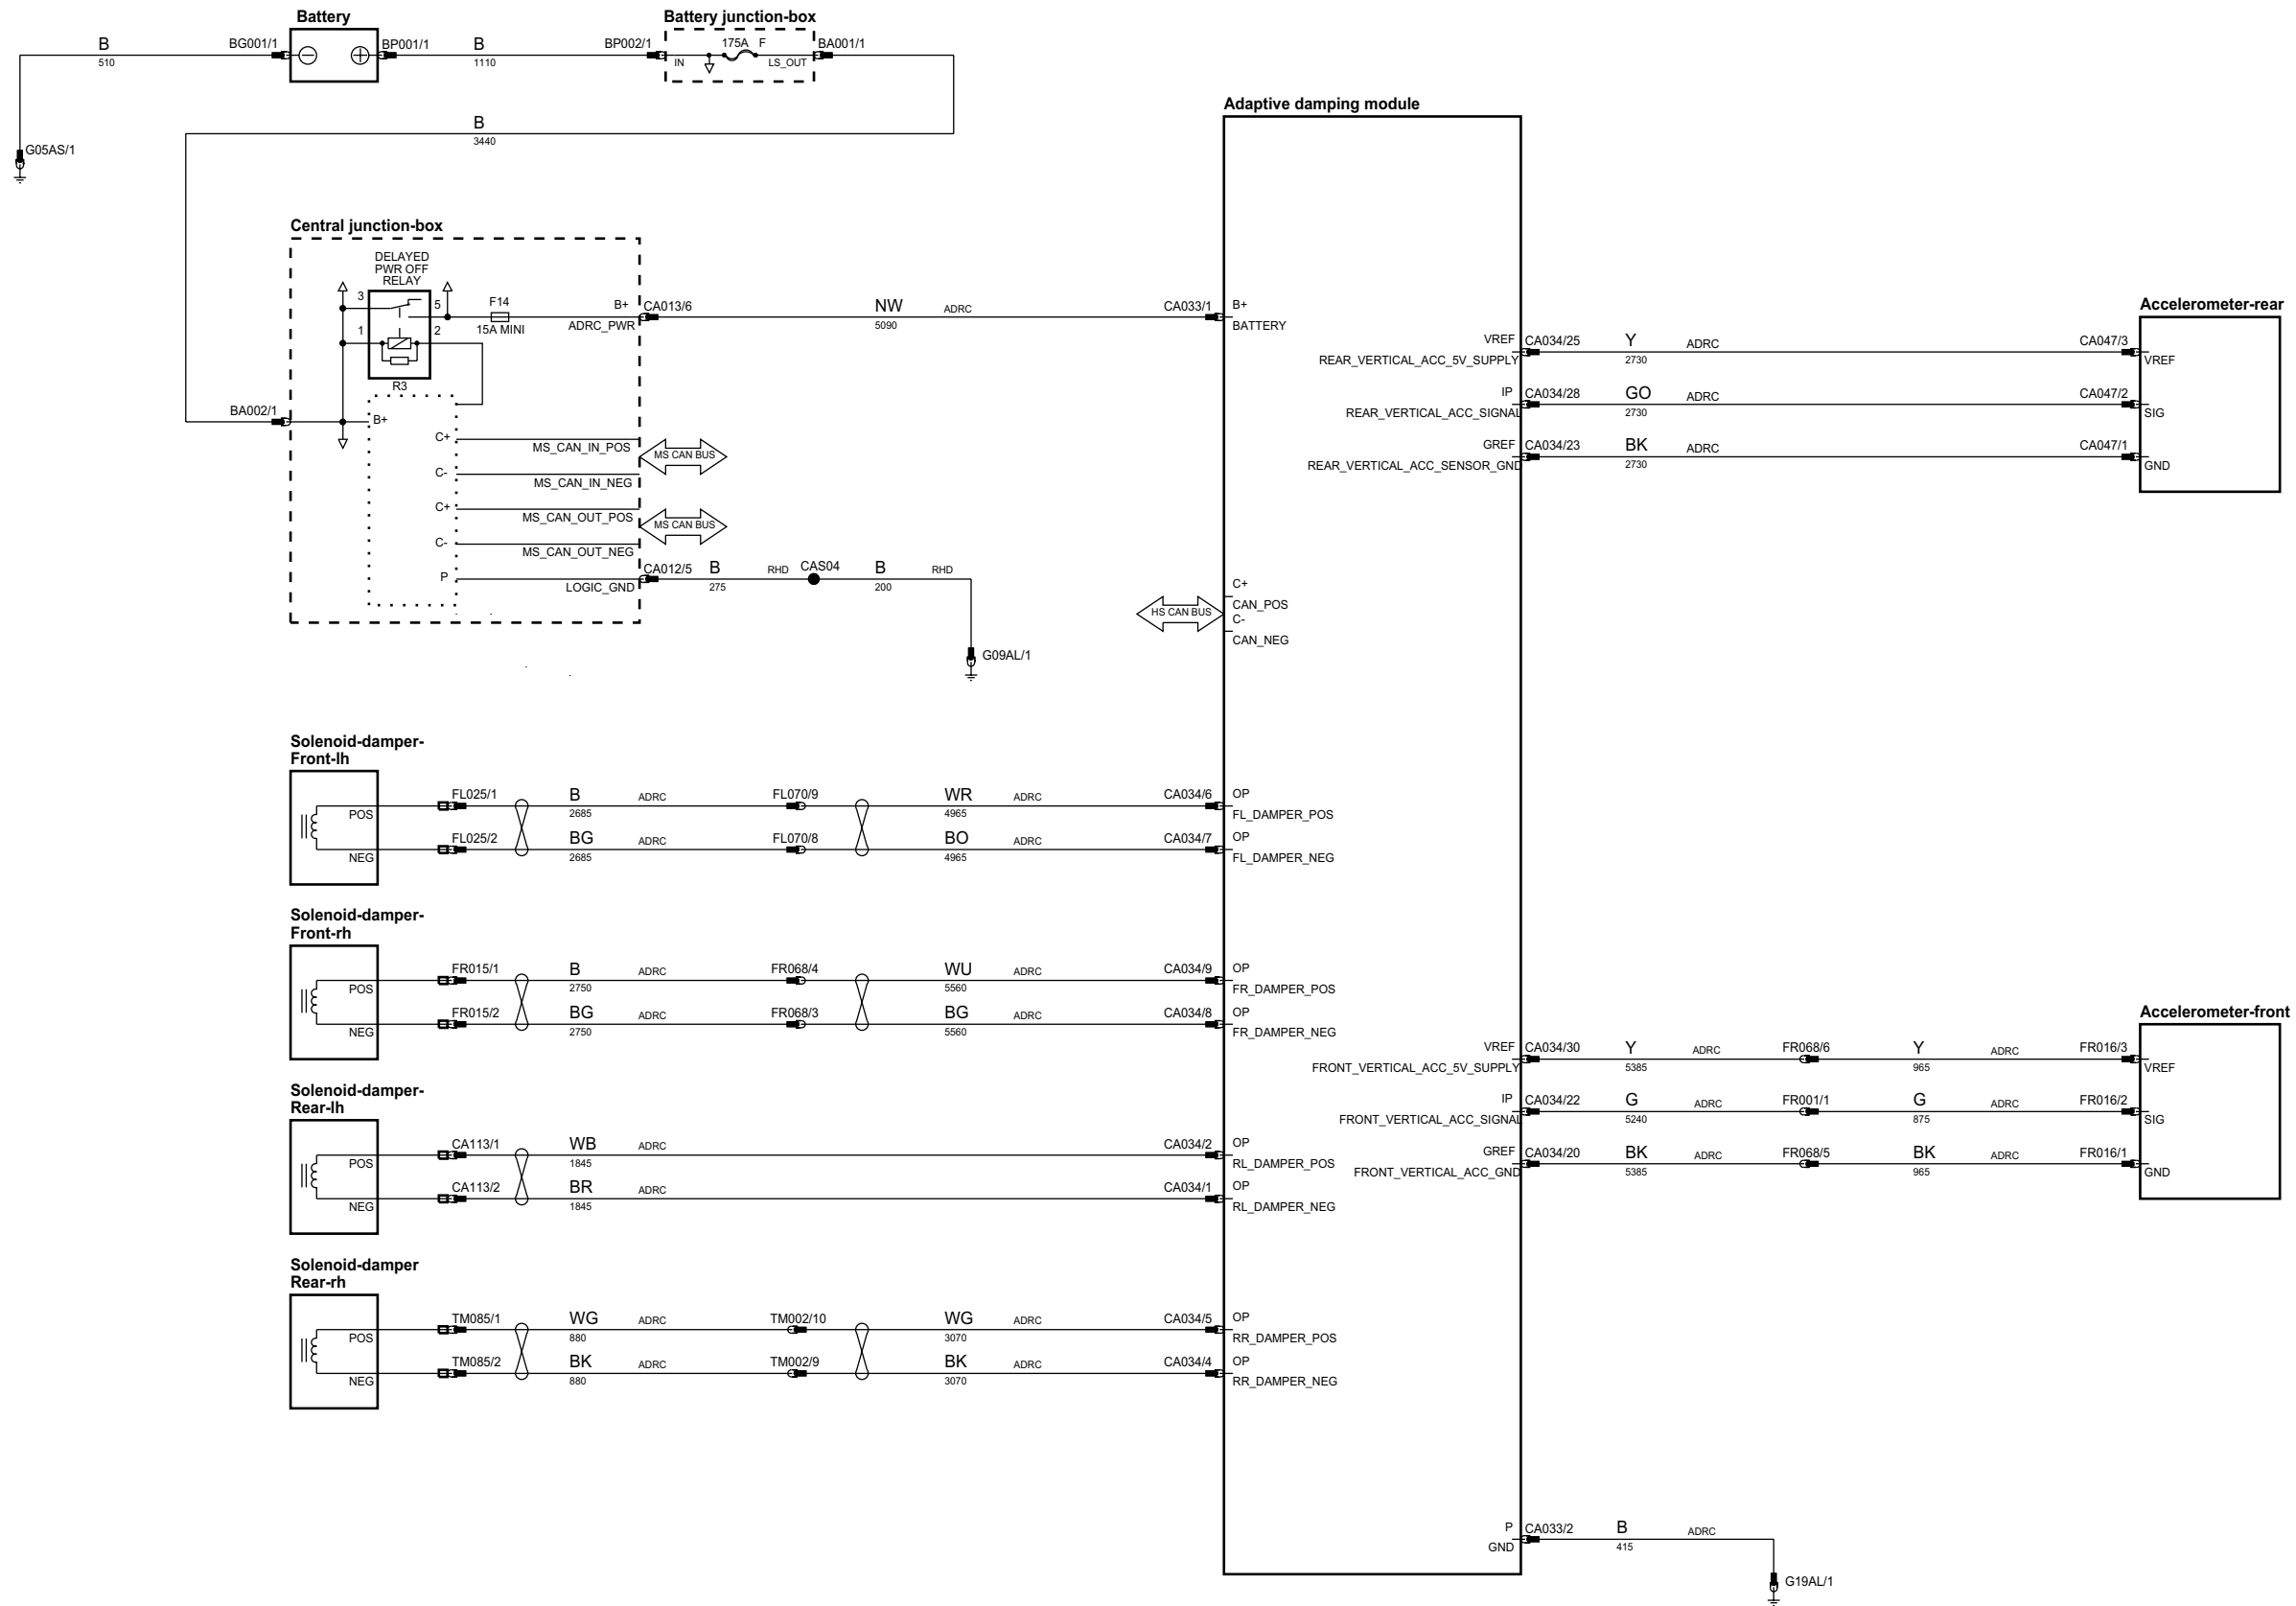 Battery
Battery junction-box
B
510
BG001/1
BP001/1
B
1110
BP002/1
175A F
IN
LS_OUT
BA001/1
B
3440
G05AS/1
Central junction-box
DELAYED
PWR OFF
RELAY
3
5
1
2
R3
F14
15A MINI
B+
ADRC_PWR
CA013/6
NW
5090
ADRC
CA033/1
BA002/1
B+
C+
MS_CAN_IN_POS
C-
MS_CAN_IN_NEG
MS CAN BUS
C+
MS_CAN_OUT_POS
C-
MS_CAN_OUT_NEG
MS CAN BUS
P
LOGIC_GND
CA012/5
B
275
RHD
CAS04
B
200
RHD
G09AL/1
Adaptive damping module
B+
BATTERY
VREF
REAR_VERTICAL_ACC_5V_SUPPLY
CA034/25
Y
2730
ADRC
CA047/3
IP
REAR_VERTICAL_ACC_SIGNAL
CA034/28
GO
2730
ADRC
CA047/2
GREF
REAR_VERTICAL_ACC_SENSOR_GND
CA034/23
BK
2730
ADRC
CA047/1
Accelerometer-rear
VREF
SIG
GND
HS CAN BUS
C+
CAN_POS
C-
CAN_NEG
Solenoid-damper-
Front-lh
POS
NEG
FL025/1
B
2685
ADRC
FL070/9
WR
4965
ADRC
CA034/6
OP
FL_DAMPER_POS
FL025/2
BG
2685
ADRC
FL070/8
BO
4965
ADRC
CA034/7
OP
FL_DAMPER_NEG
Solenoid-damper-
Front-rh
POS
NEG
FR015/1
B
2750
ADRC
FR068/4
WU
5560
ADRC
CA034/9
OP
FR_DAMPER_POS
FR015/2
BG
2750
ADRC
FR068/3
BG
5560
ADRC
CA034/8
OP
FR_DAMPER_NEG
VREF
FRONT_VERTICAL_ACC_5V_SUPPLY
CA034/30
Y
5385
ADRC
FR068/6
Y
965
ADRC
FR016/3
IP
FRONT_VERTICAL_ACC_SIGNAL
CA034/22
G
5240
ADRC
FR001/1
G
875
ADRC
FR016/2
GREF
FRONT_VERTICAL_ACC_GND
CA034/20
BK
5385
ADRC
FR068/5
BK
965
ADRC
FR016/1
Accelerometer-front
VREF
SIG
GND
Solenoid-damper-
Rear-lh
POS
NEG
CA113/1
WB
1845
ADRC
CA034/2
OP
RL_DAMPER_POS
CA113/2
BR
1845
ADRC
CA034/1
OP
RL_DAMPER_NEG
Solenoid-damper
Rear-rh
POS
NEG
TM085/1
WG
880
ADRC
TM002/10
WG
3070
ADRC
CA034/5
OP
RR_DAMPER_POS
TM085/2
BK
880
ADRC
TM002/9
BK
3070
ADRC
CA034/4
OP
RR_DAMPER_NEG
P
GND
CA033/2
B
415
ADRC
G19AL/1